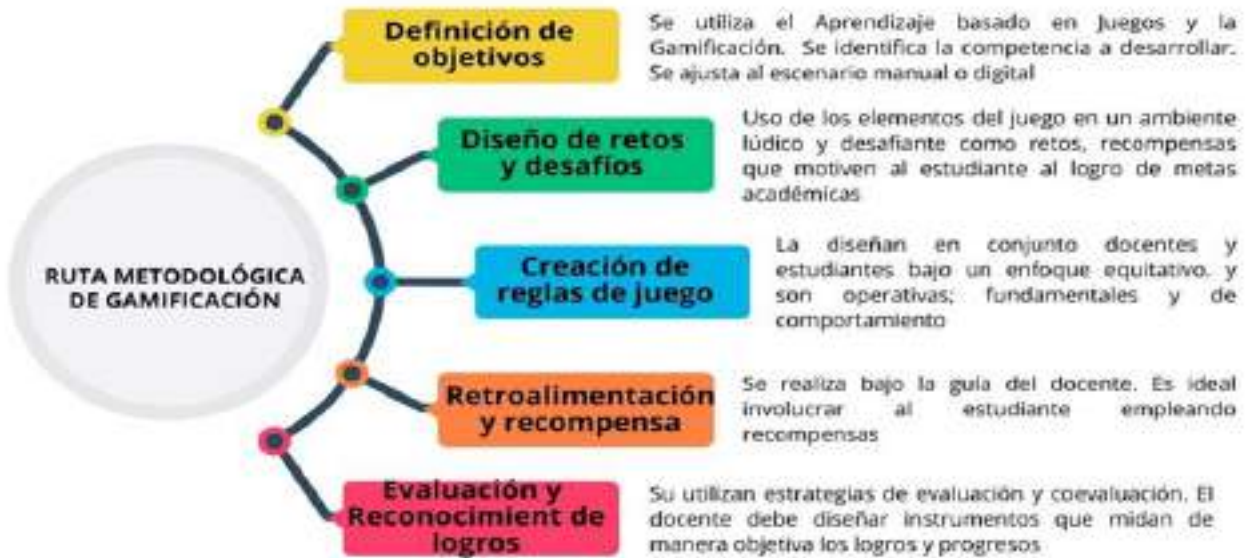 RUTA METODOLÓGICA
DE GAMIFICACIÓN
Definición de
objetivos
Se utiliza el Aprendizaje basado en Juegos y la
Gamificación. Se identifica la competencia a desarrollar.
Se ajusta al escenario manual o digital
Diseño de retos
y desafíos
Uso de los elementos del juego en un ambiente
lúdico y desafiante como retos, recompensas
que motiven al estudiante al logro de metas
académicas
Creación de
reglas de juego
La diseñan en conjunto docentes y
estudiantes bajo un enfoque equitativo. y
son operativas; fundamentales y de
comportamiento
Retroalimentación
y recompensa
Se realiza bajo la guía del docente. Es ideal
involucrar al estudiante empleando
recompensas
Evaluación y
Reconocimient de
logros
Su utilizan estrategias de evaluación y coevaluación. El
docente debe diseñar instrumentos que midan de
manera objetiva los logros y progresos